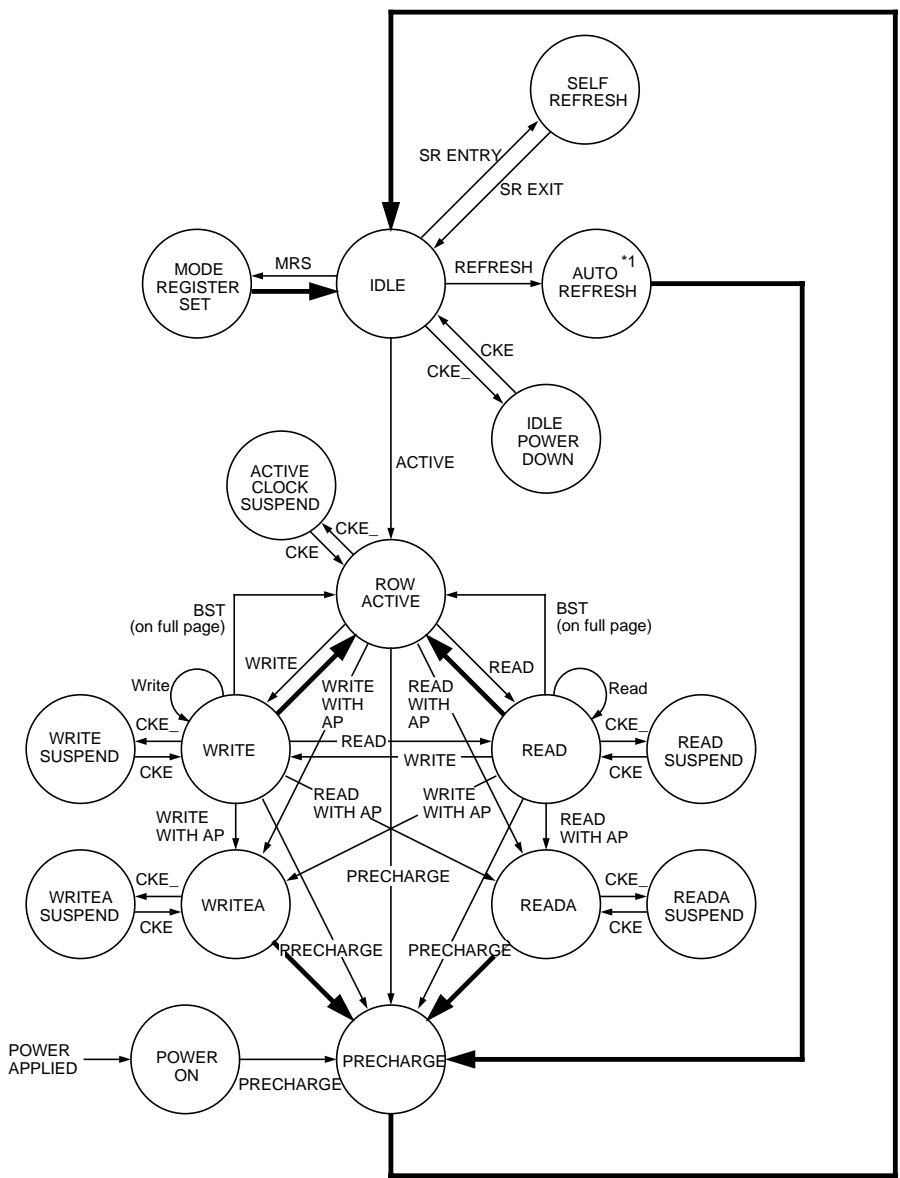 SELF
REFRESH
SR ENTRY
SR EXIT
MODE
REGISTER
SET
MRS
IDLE
REFRESH
AUTO *1
REFRESH
CKE
CKE_
IDLE
POWER
DOWN
ACTIVE
ACTIVE
CLOCK
SUSPEND
CKE_
CKE
ROW
ACTIVE
BST
(on full page)
BST
(on full page)
WRITE
READ
Write
WRITE
WITH
AP
READ
WITH
AP
Read
WRITE
SUSPEND
CKE_
CKE
WRITE
READ
WRITE
READ
CKE_
CKE
READ
SUSPEND
WRITE
WITH AP
READ
WITH AP
WRITE
WITH AP
READ
WITH AP
WRITEA
SUSPEND
CKE_
CKE
WRITEA
PRECHARGE
READA
CKE_
CKE
READA
SUSPEND
PRECHARGE
PRECHARGE
POWER
APPLIED
POWER
ON
PRECHARGE
PRECHARGE